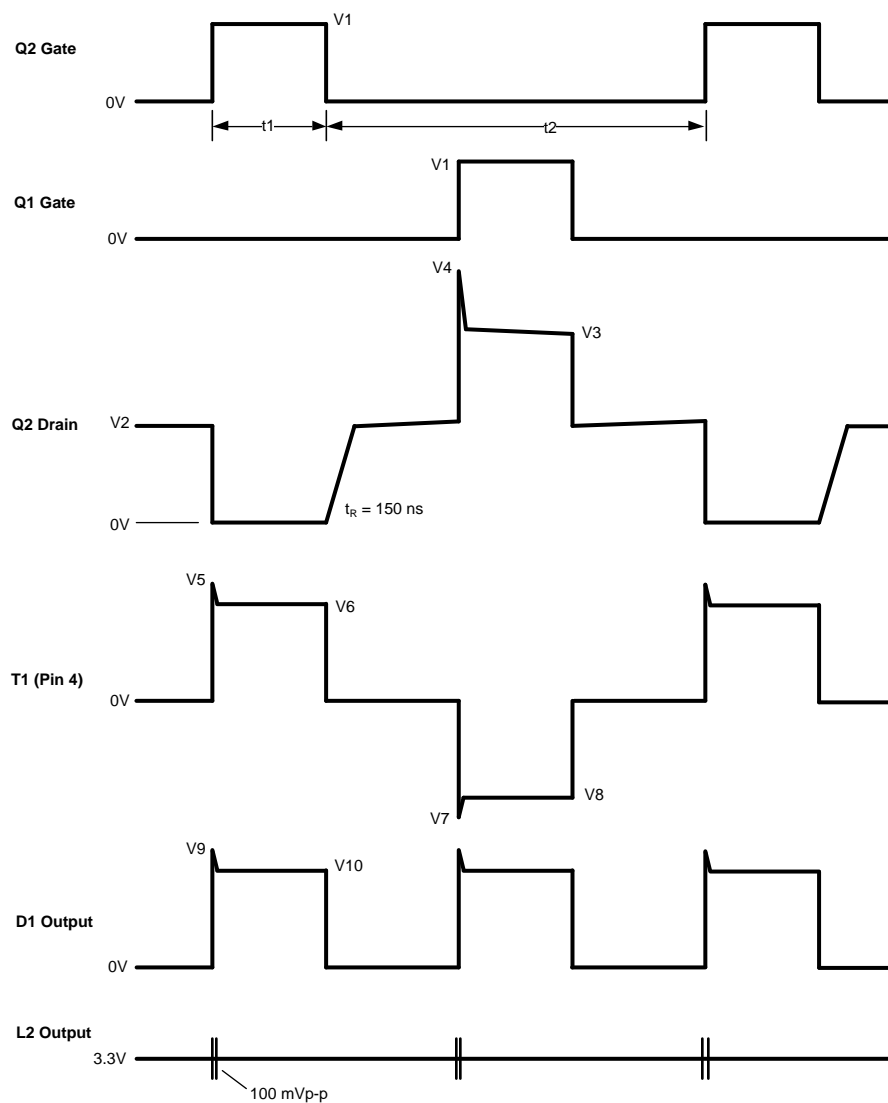 V1
Q2 Gate
0V
t1
t2
V1
Q1 Gate
0V
V4
V3
Q2 Drain
V2
tR = 150 ns
0V
V5
V6
T1 (Pin 4)
0V
V8
V7
V9
V10
D1 Output
0V
L2 Output
3.3V
100 mVp-p